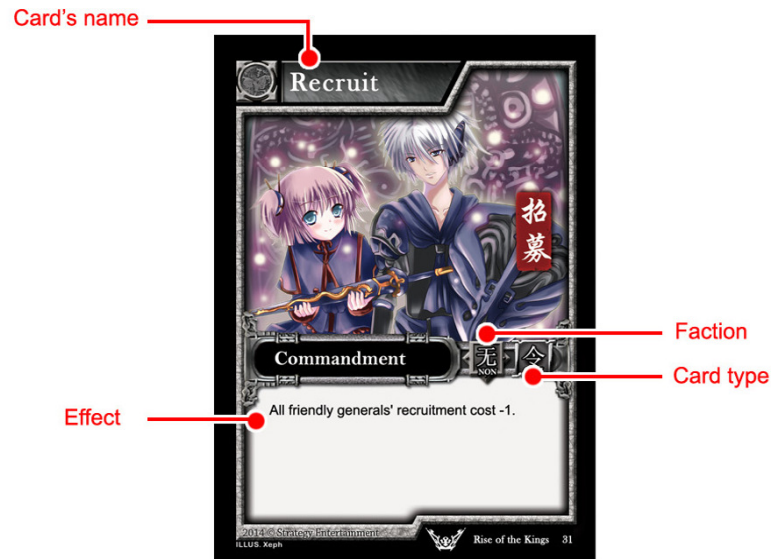 Card's name
Recruit
招募
Faction
Commandment
无
NON
令
Card type
Effect
All friendly generals' recruitment cost -1.
2014 © Strategy Entertainment
ILLUS. Xeph
Rise of the Kings 31